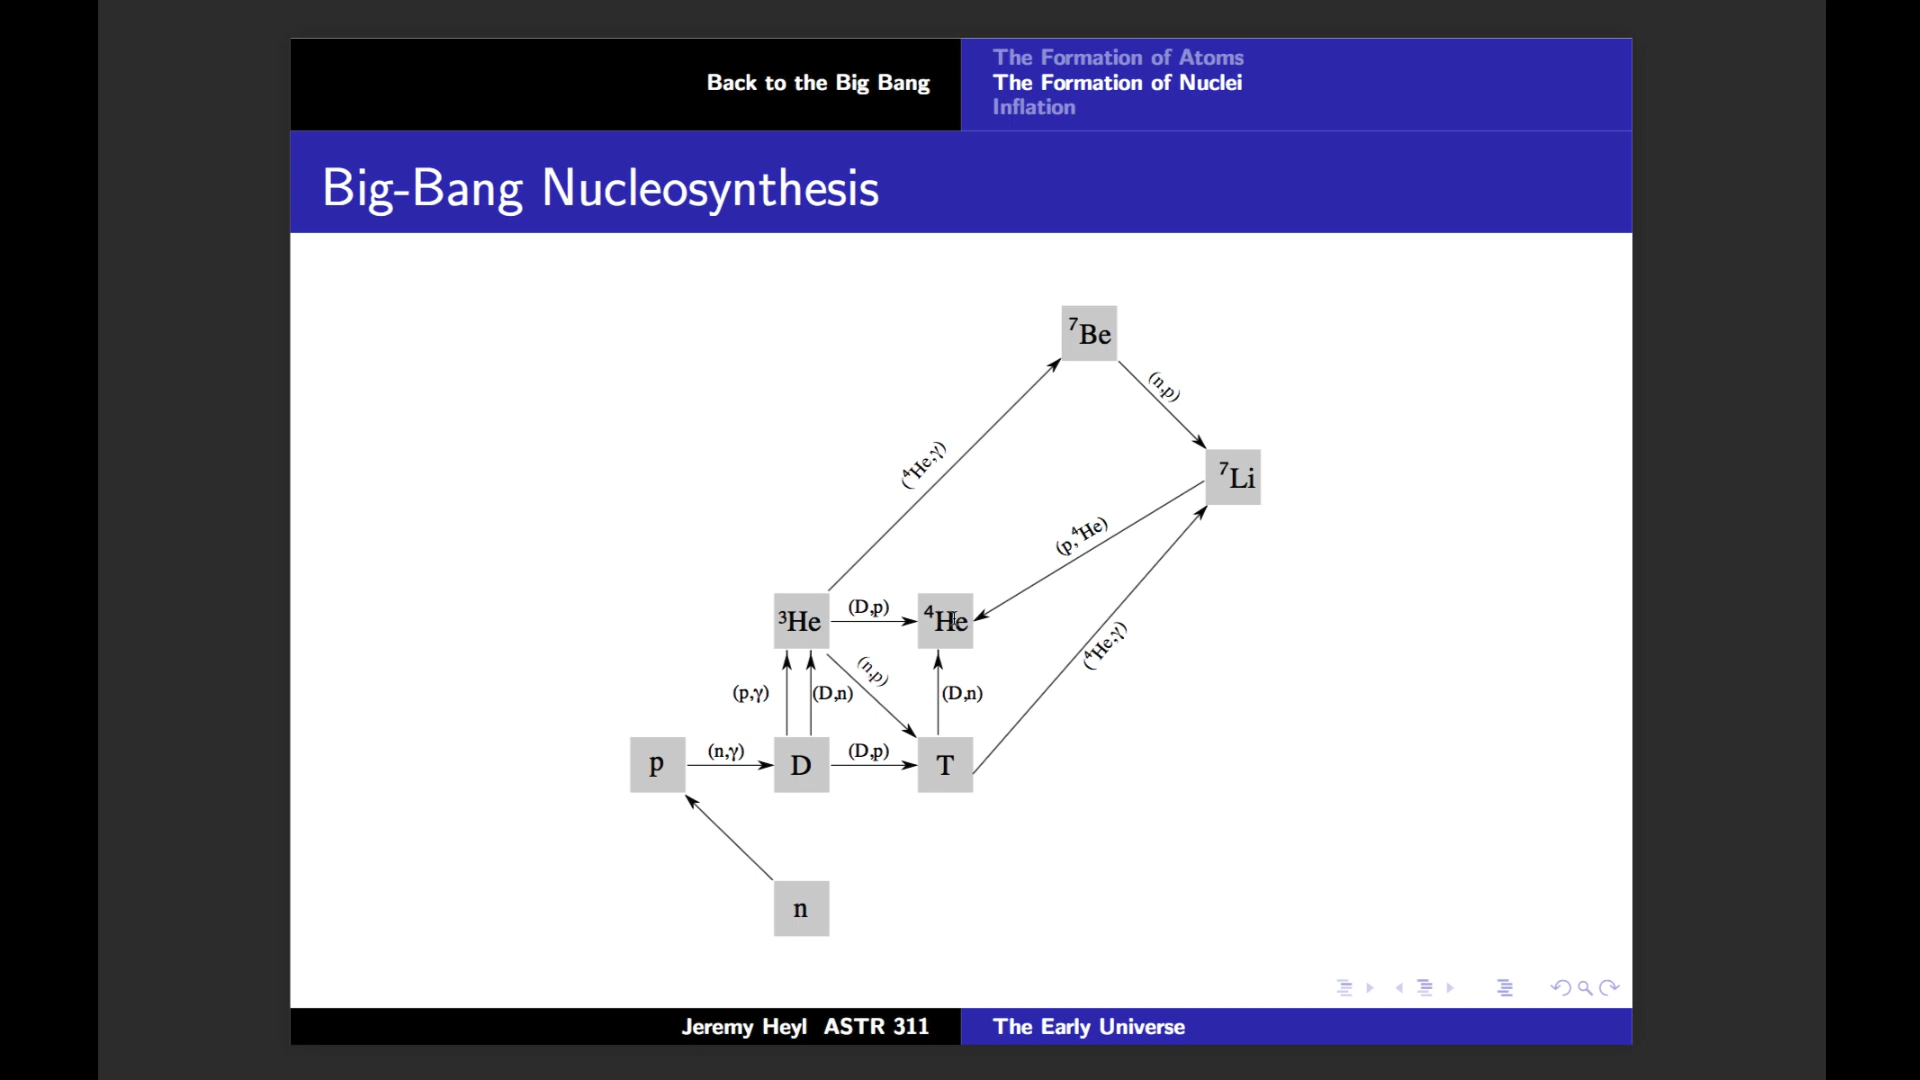 The Formation of Atoms
Back to the Big Bang
The Formation of Nuclei
Inflation
Big-Bang Nucleosynthesis
⁷Be
(n,p)
(⁴He,γ)
⁷Li
(p,⁴He)
³He
(D,p)
⁴He
(n,p)
(⁴He,γ)
(p,γ)
(D,n)
(D,n)
p
(n,γ)
D
(D,p)
T
n
Jeremy Heyl ASTR 311
The Early Universe